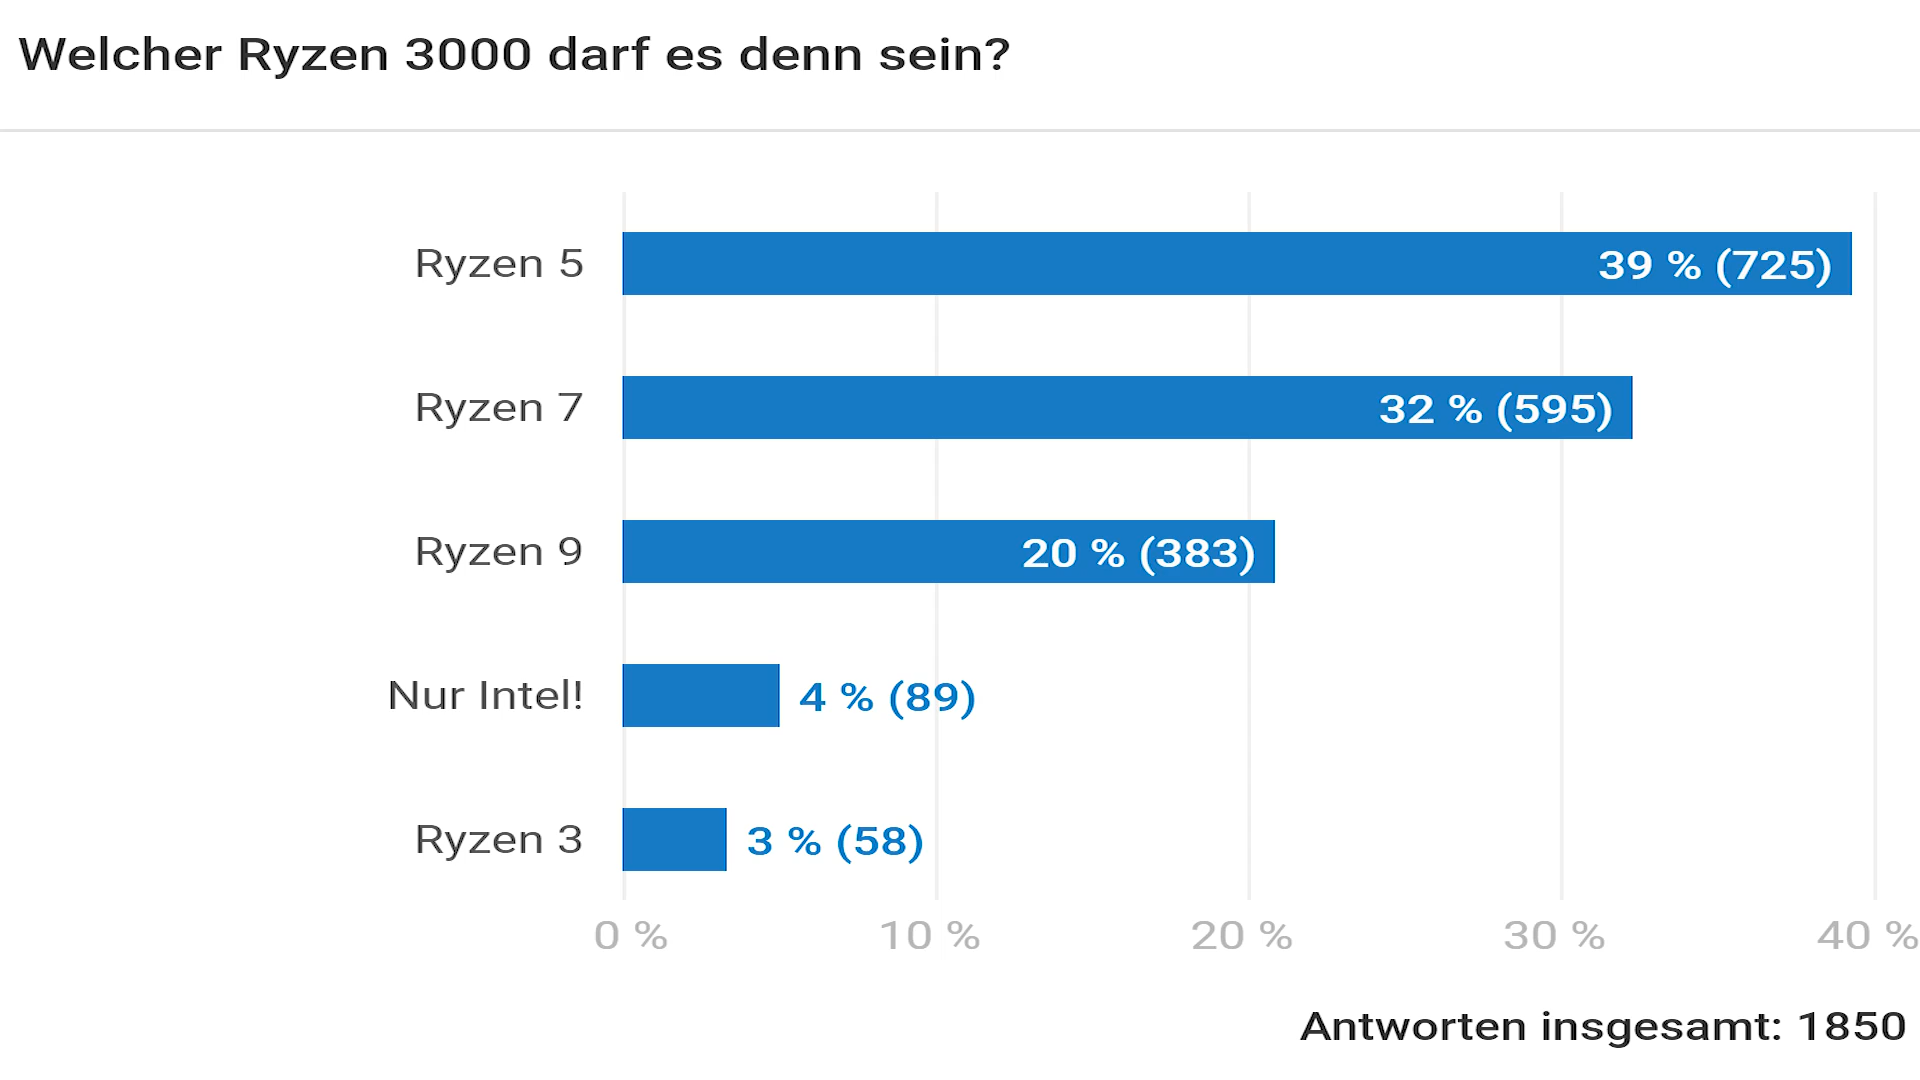 Welcher Ryzen 3000 darf es denn sein?
Ryzen 5 39 % (725)
Ryzen 7 32 % (595)
Ryzen 9 20 % (383)
Nur Intel! 4 % (89)
Ryzen 3 3 % (58)
0 % 10 % 20 % 30 % 40 %
Antworten insgesamt: 1850